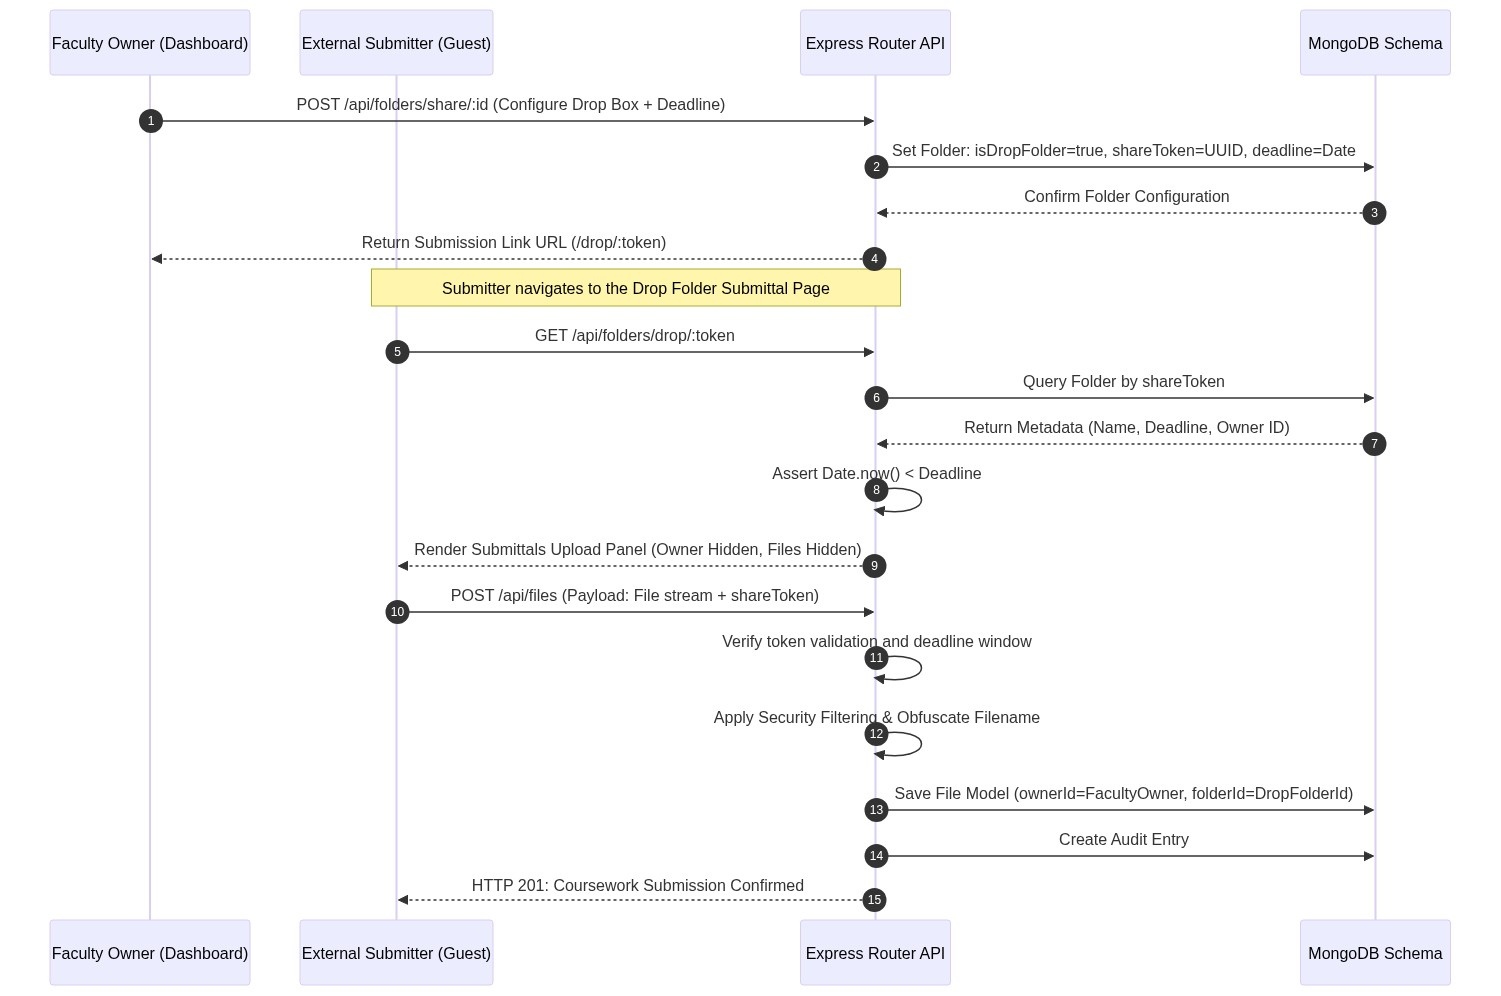 Faculty Owner (Dashboard)
External Submitter (Guest)
Express Router API
MongoDB Schema
POST /api/folders/share/:id (Configure Drop Box + Deadline)
1
Set Folder: isDropFolder=true, shareToken=UUID, deadline=Date
2
Confirm Folder Configuration
3
Return Submission Link URL (/drop/:token)
4
Submitter navigates to the Drop Folder Submittal Page
GET /api/folders/drop/:token
5
Query Folder by shareToken
6
Return Metadata (Name, Deadline, Owner ID)
7
Assert Date.now() < Deadline
8
Render Submittals Upload Panel (Owner Hidden, Files Hidden)
9
POST /api/files (Payload: File stream + shareToken)
10
Verify token validation and deadline window
11
Apply Security Filtering & Obfuscate Filename
12
Save File Model (ownerId=FacultyOwner, folderId=DropFolderId)
13
Create Audit Entry
14
HTTP 201: Coursework Submission Confirmed
15
Faculty Owner (Dashboard)
External Submitter (Guest)
Express Router API
MongoDB Schema